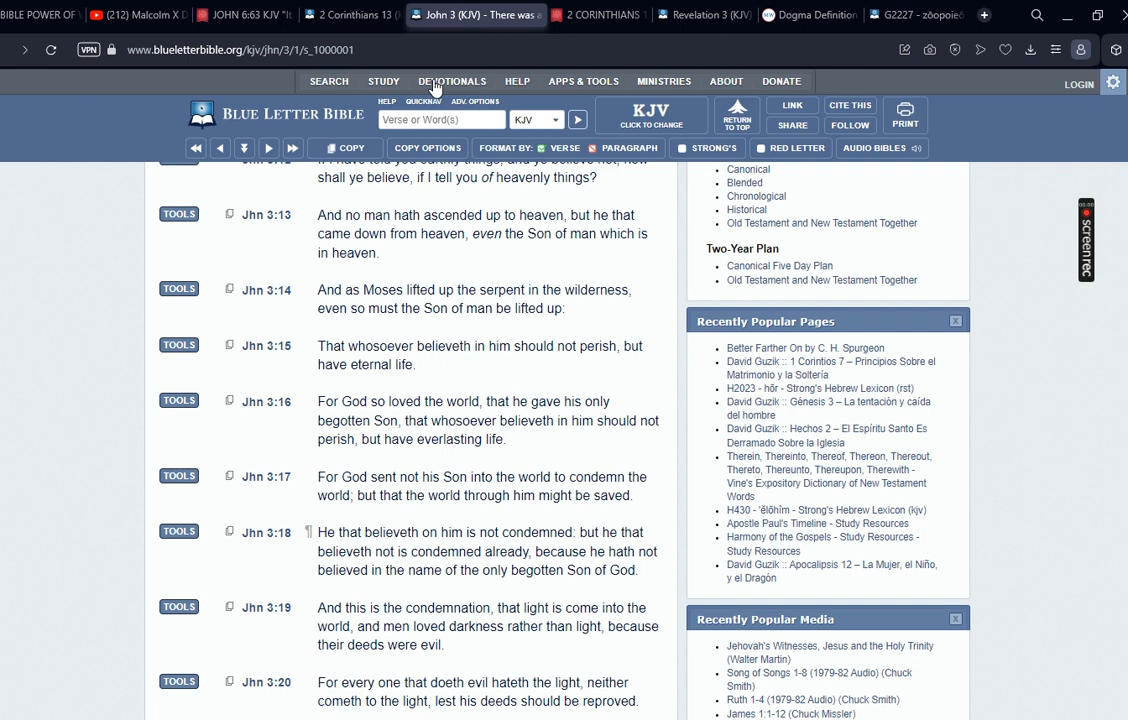 BIBLE POWER OF
(212) Malcolm X D
JOHN 6:63 KJV "It
2 Corinthians 13 (
John 3 (KJV) - There was a
2 CORINTHIANS
Revelation 3 (KJV)
Dogma Definition
G2227 - zōopoieō
VPN
www.blueletterbible.org/kjv/jhn/3/1/s_1000001
SEARCH STUDY DEVOTIONALS HELP APPS & TOOLS MINISTRIES ABOUT DONATE
LOGIN
BLUE LETTER BIBLE
HELP QUICKNAV ADV. OPTIONS
Verse or Word(s)
KJV
KJV
CLICK TO CHANGE
RETURN
TO TOP
LINK
CITE THIS
SHARE
FOLLOW
PRINT
COPY COPY OPTIONS FORMAT BY: VERSE PARAGRAPH STRONG'S RED LETTER AUDIO BIBLES
shall ye believe, if I tell you of heavenly things?
TOOLS Jhn 3:13 And no man hath ascended up to heaven, but he that
came down from heaven, even the Son of man which is
in heaven.
TOOLS Jhn 3:14 And as Moses lifted up the serpent in the wilderness,
even so must the Son of man be lifted up:
TOOLS Jhn 3:15 That whosoever believeth in him should not perish, but
have eternal life.
TOOLS Jhn 3:16 For God so loved the world, that he gave his only
begotten Son, that whosoever believeth in him should not
perish, but have everlasting life.
TOOLS Jhn 3:17 For God sent not his Son into the world to condemn the
world; but that the world through him might be saved.
TOOLS Jhn 3:18 ¶ He that believeth on him is not condemned: but he that
believeth not is condemned already, because he hath not
believed in the name of the only begotten Son of God.
TOOLS Jhn 3:19 And this is the condemnation, that light is come into the
world, and men loved darkness rather than light, because
their deeds were evil.
TOOLS Jhn 3:20 For every one that doeth evil hateth the light, neither
cometh to the light, lest his deeds should be reproved.
Canonical
Blended
Chronological
Historical
Old Testament and New Testament Together
Two-Year Plan
Canonical Five Day Plan
Old Testament and New Testament Together
Recently Popular Pages
Better Farther On by C. H. Spurgeon
David Guzik :: 1 Corintios 7 – Principios Sobre el
Matrimonio y la Soltería
H2023 - hōr - Strong's Hebrew Lexicon (rst)
David Guzik :: Génesis 3 – La tentación y caída
del hombre
David Guzik :: Hechos 2 – El Espíritu Santo Es
Derramado Sobre la Iglesia
Therein, Thereinto, Thereof, Thereon, Thereout,
Thereto, Thereunto, Thereupon, Therewith -
Vine's Expository Dictionary of New Testament
Words
H430 - 'ĕlōhîm - Strong's Hebrew Lexicon (kjv)
Apostle Paul's Timeline - Study Resources
Harmony of the Gospels - Study Resources -
Study Resources
David Guzik :: Apocalipsis 12 – La Mujer, el Niño,
y el Dragón
Recently Popular Media
Jehovah's Witnesses, Jesus and the Holy Trinity
(Walter Martin)
Song of Songs 1-8 (1979-82 Audio) (Chuck
Smith)
Ruth 1-4 (1979-82 Audio) (Chuck Smith)
James 1:1-12 (Chuck Missler)
00:00
screenrec